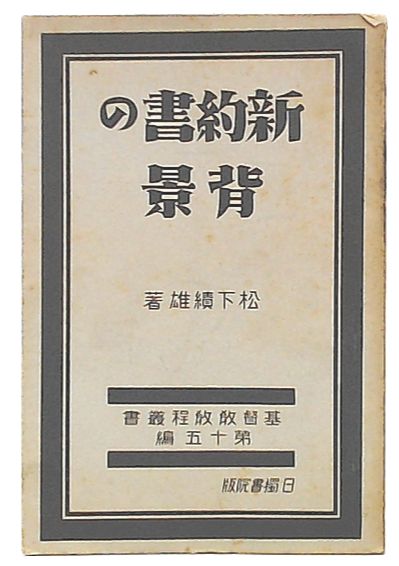 新約書の
背景
松下績雄著
基督敎敎程叢書
第十五編
日獨書院版